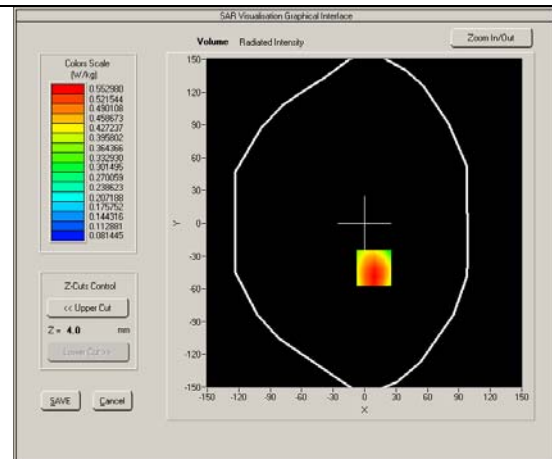 SAR Visualisation Graphical Interface
Volume Radiated Intensity
Zoom In/Out
Colors Scale
(W/kg)
0.552980
0.521544
0.490108
0.458673
0.427237
0.395802
0.364366
0.332930
0.301495
0.270059
0.238623
0.207188
0.175752
0.144316
0.112881
0.081445
Z-Cuts Control
<< Upper Cut
Z = 4.0 mm
Lower Cut >>
SAVE Cancel
150
120
90
60
30
0
-30
-60
-90
-120
-150
Y
-150 -120 -90 -60 -30 0 30 60 90 120 150
X